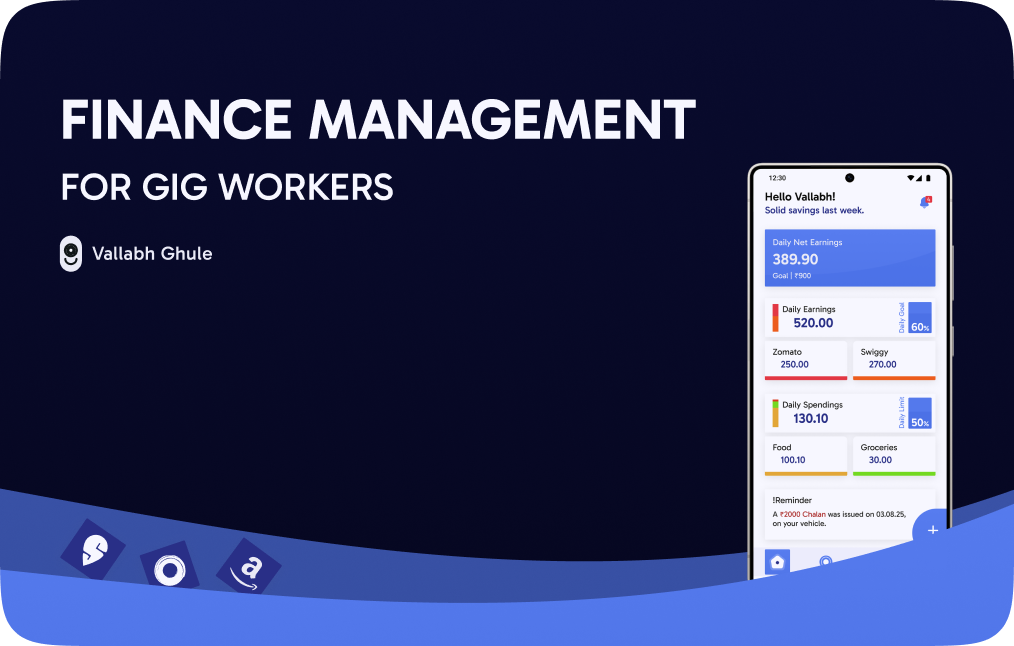 FINANCE MANAGEMENT
FOR GIG WORKERS
Vallabh Ghule
12:30
Hello Vallabh!
Solid savings last week.
Daily Net Earnings
389.90
Goal | ₹900
Daily Earnings
520.00
Daily Goal
60%
Zomato
250.00
Swiggy
270.00
Daily Spendings
130.10
Daily Limit
50%
Food
100.10
Groceries
30.00
!Reminder
A ₹2000 Chalan was issued on 03.08.25,
on your vehicle.
+
a